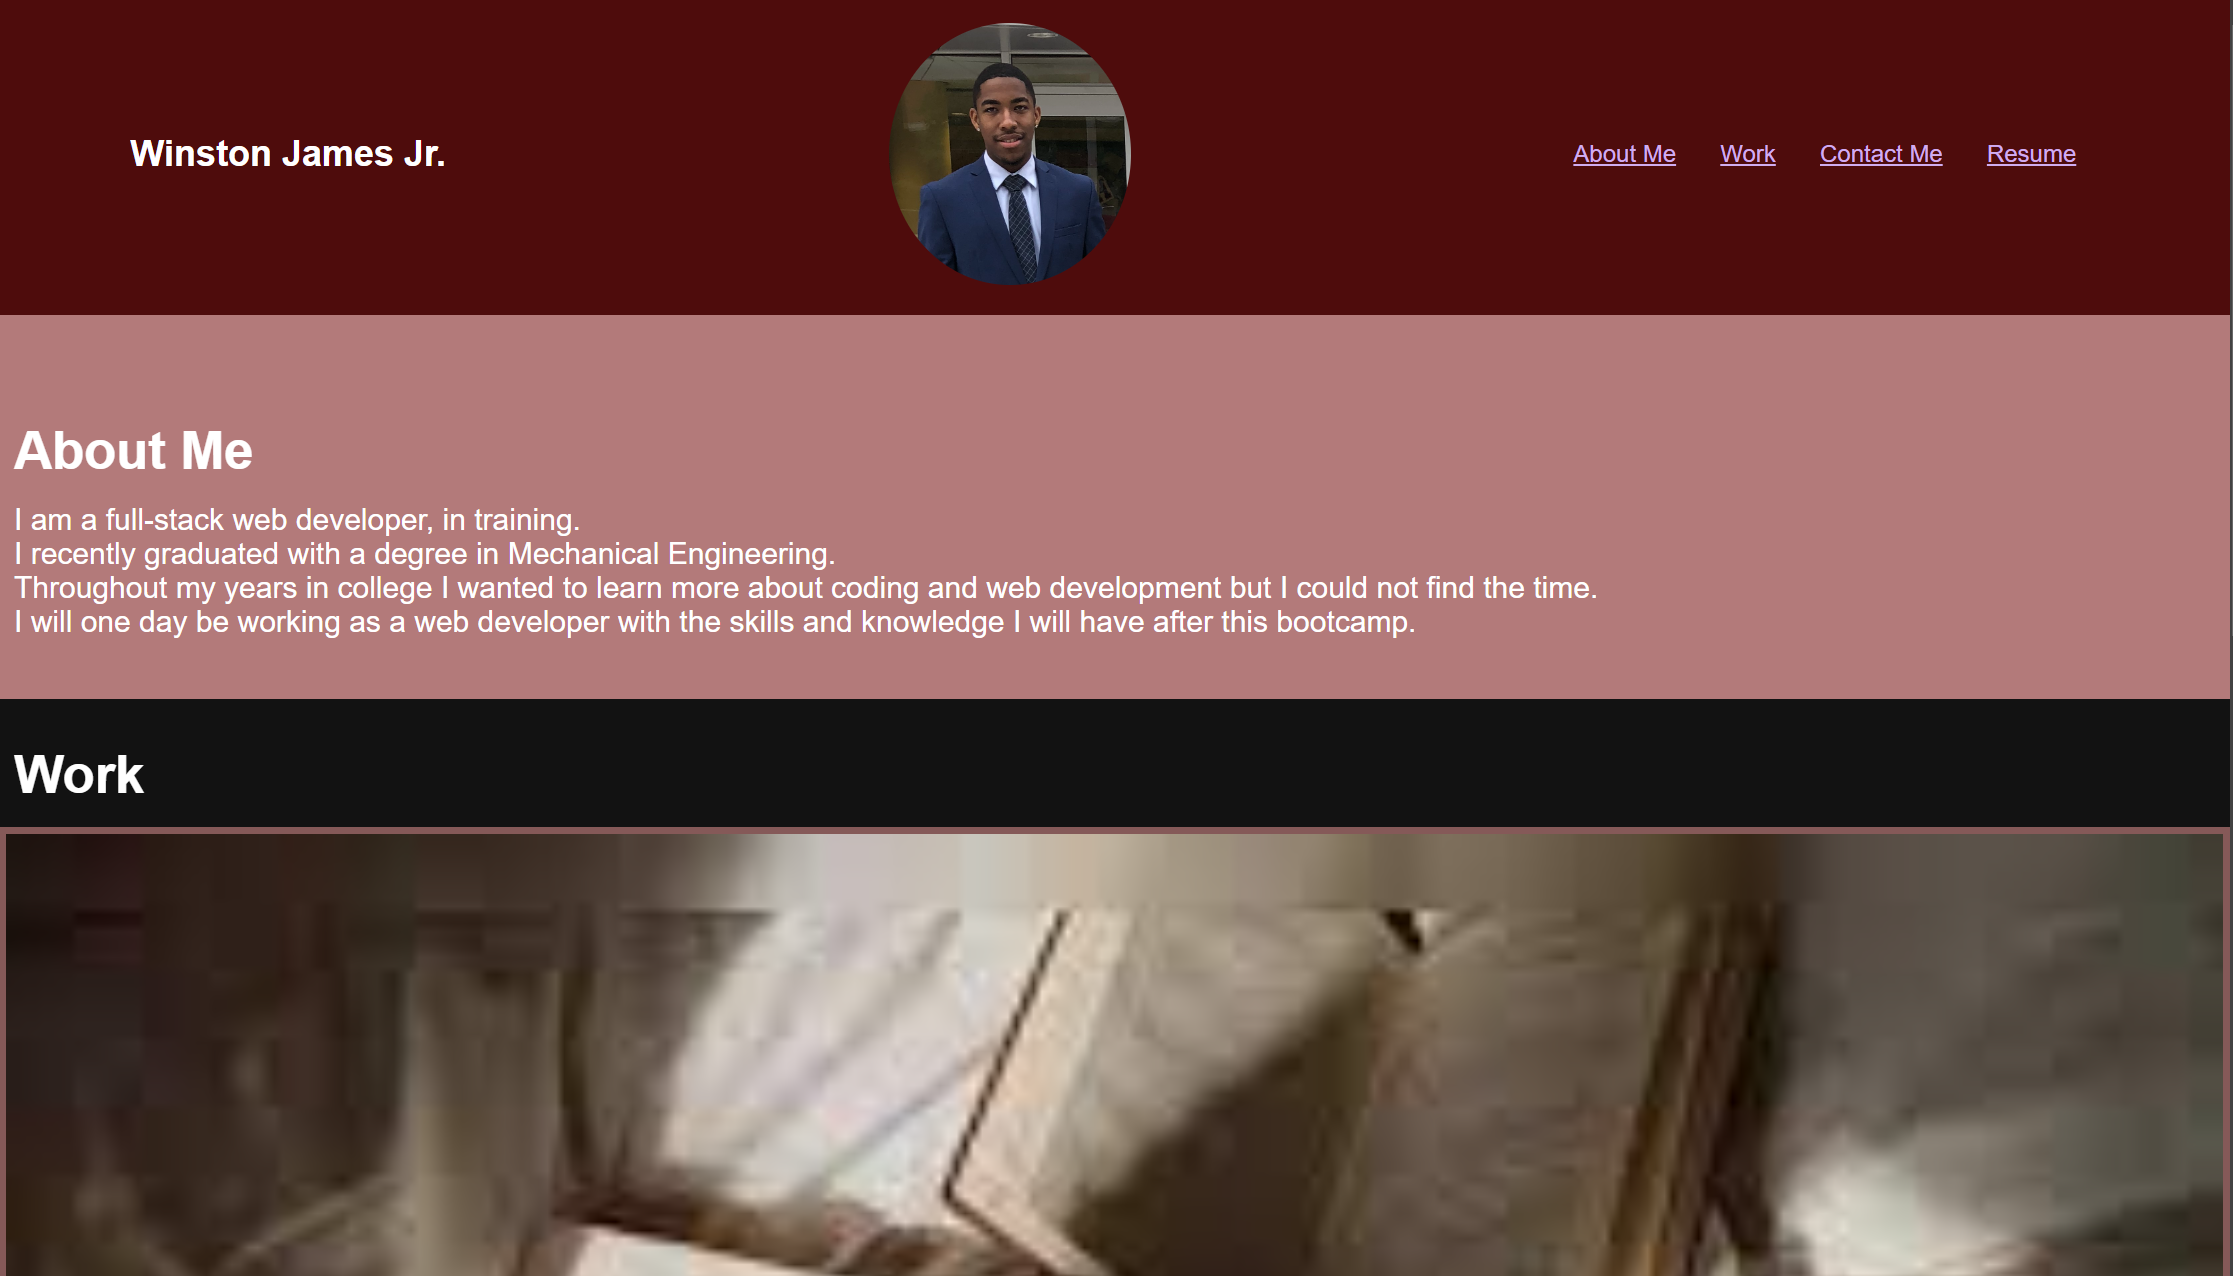 Winston James Jr.
About Me
Work
Contact Me
Resume
About Me
I am a full-stack web developer, in training.
I recently graduated with a degree in Mechanical Engineering.
Throughout my years in college I wanted to learn more about coding and web development but I could not find the time.
I will one day be working as a web developer with the skills and knowledge I will have after this bootcamp.
Work